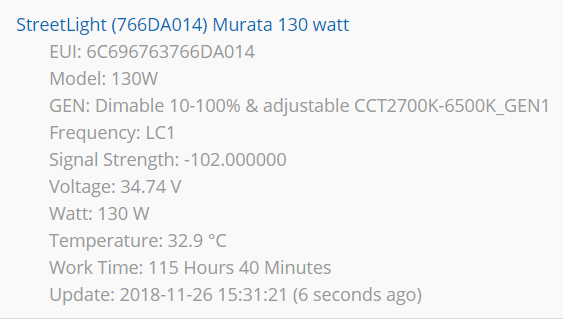 StreetLight (766DA014) Murata 130 watt
EUI: 6C696763766DA014
Model: 130W
GEN: Dimable 10-100% & adjustable CCT2700K-6500K_GEN1
Frequency: LC1
Signal Strength: -102.000000
Voltage: 34.74 V
Watt: 130 W
Temperature: 32.9 °C
Work Time: 115 Hours 40 Minutes
Update: 2018-11-26 15:31:21 (6 seconds ago)